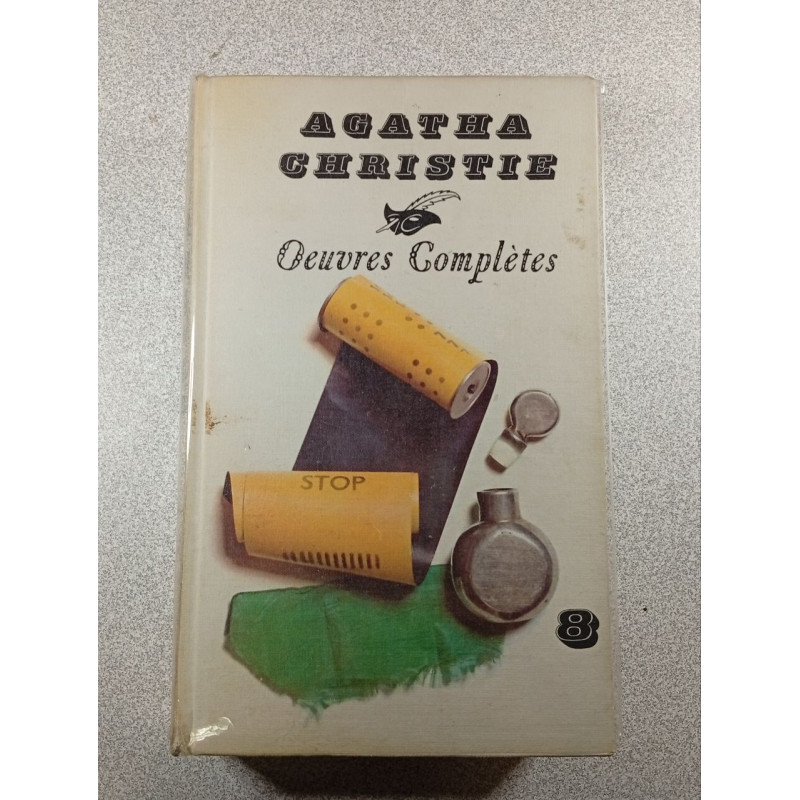 AGATHA
CHRISTIE
Oeuvres Complètes
STOP
8